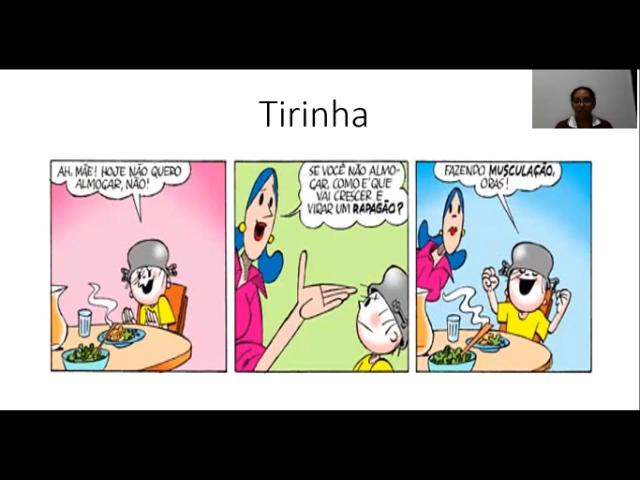 Tirinha
AH, MÃE! HOJE NÃO QUERO
ALMOÇAR, NÃO!
SE VOCÊ NÃO ALMO-
ÇAR, COMO É QUE
VAI CRESCER E
VIRAR UM RAPAGÃO?
FAZENDO MUSCULAÇÃO,
ORAS!